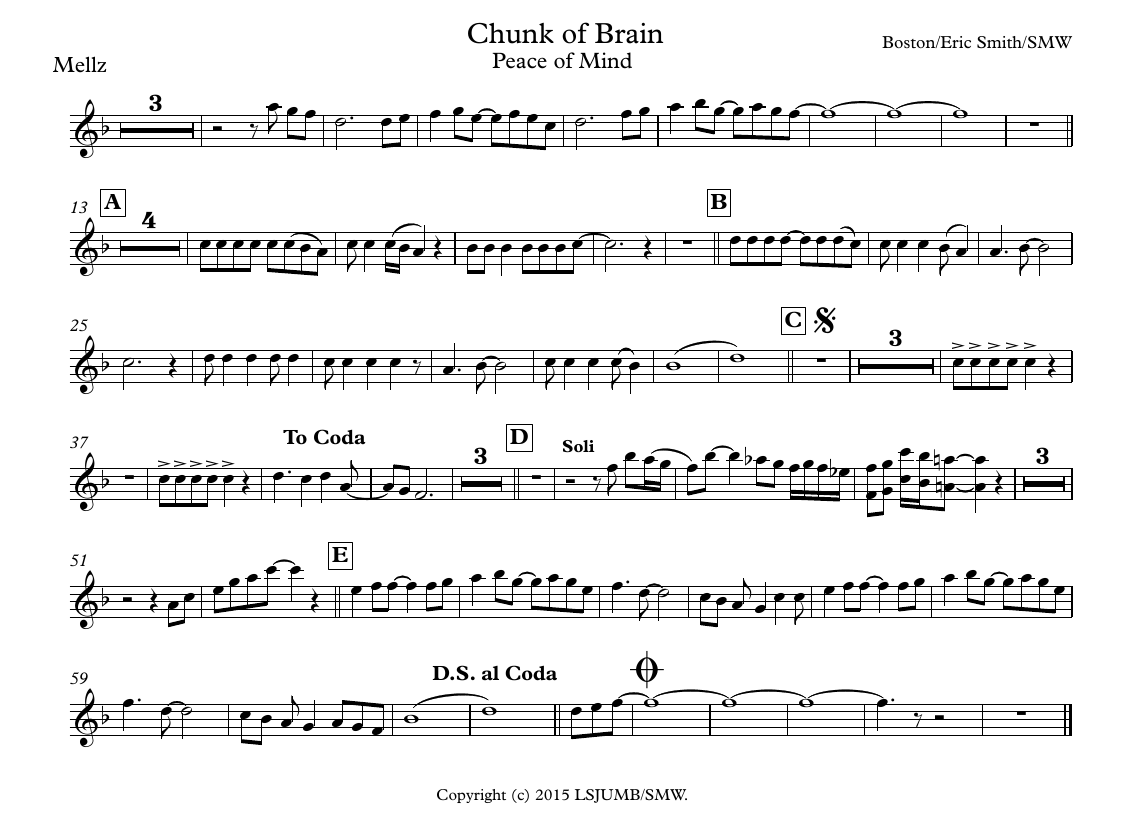 Chunk of Brain
Peace of Mind
Boston/Eric Smith/SMW
Mellz
3
13
A
4
B
25
C
3
37
To Coda
3
D
Soli
3
51
E
59
D.S. al Coda
Copyright (c) 2015 LSJUMB/SMW.